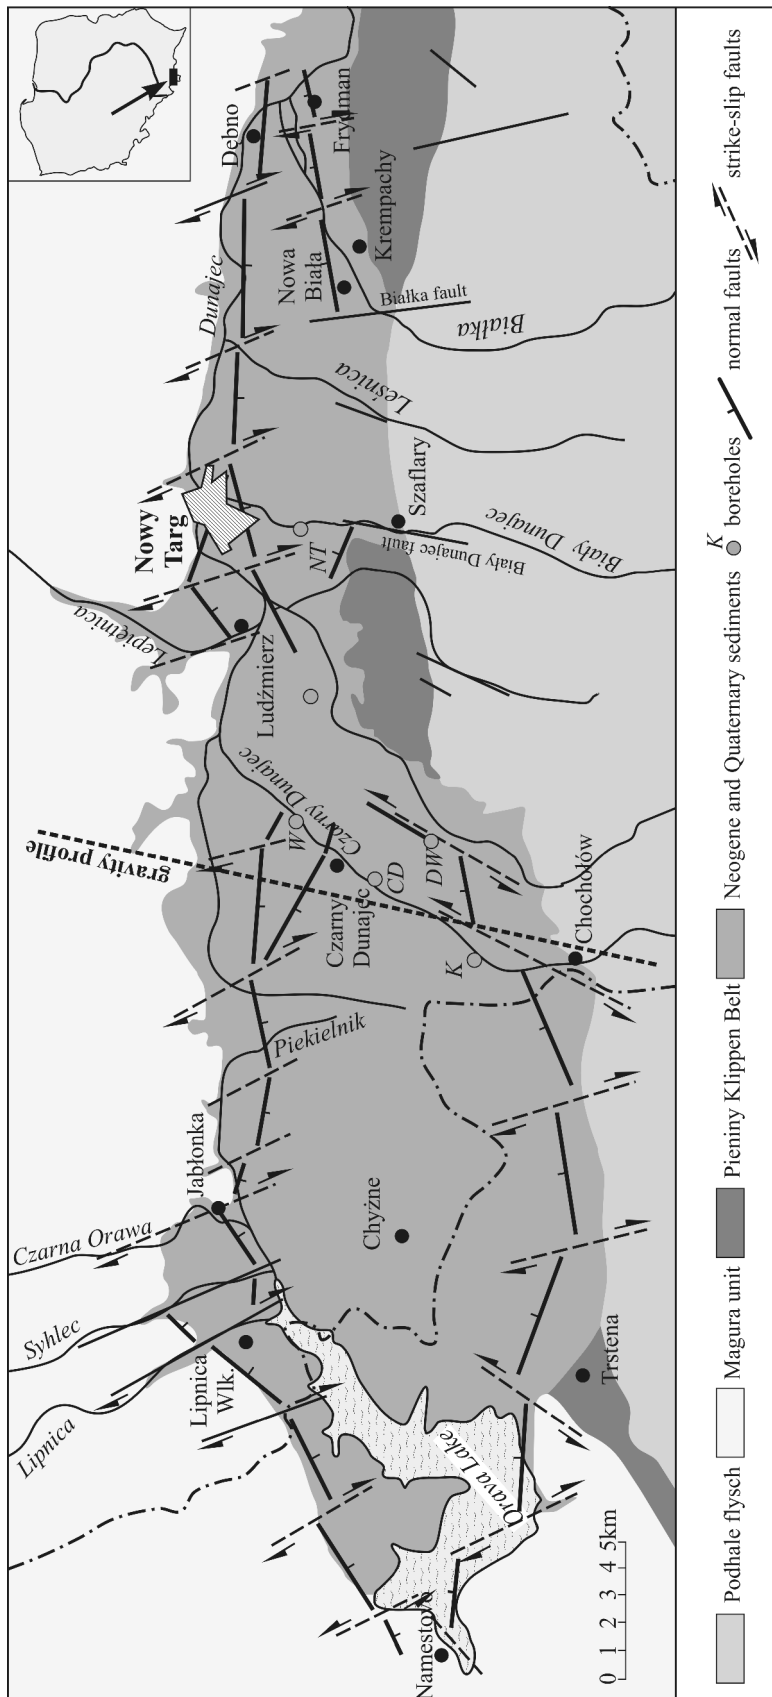 Namestovo
Orava Lake
0 1 2 3 4 5km
Lipnica
Lipnica
Wlk.
Syhlec
Czarna Orawa
Jabłonka
Trstena
Chyżne
Piekielnik
gravity profile
Czarny
Dunajec
Czarny Dunajec
W
CD
DW
K
Chochołów
Lepietnica
Ludźmierz
Nowy
Targ
NT
Biały Dunajec fault
Szaflary
Biały Dunajec
Leśnica
Dunajec
Białka fault
Białka
Nowa
Biała
Krempachy
Dębno
Frydman
Podhale flysch
Magura unit
Pieniny Klippen Belt
Neogene and Quaternary sediments
K
boreholes
normal faults
strike-slip faults